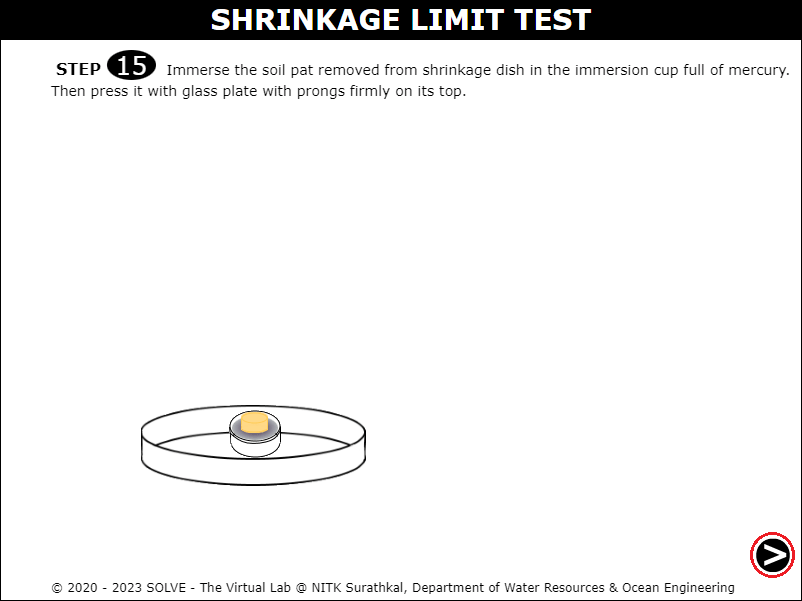 SHRINKAGE LIMIT TEST
STEP 15 Immerse the soil pat removed from shrinkage dish in the immersion cup full of mercury.
Then press it with glass plate with prongs firmly on its top.
>
© 2020 - 2023 SOLVE - The Virtual Lab @ NITK Surathkal, Department of Water Resources & Ocean Engineering